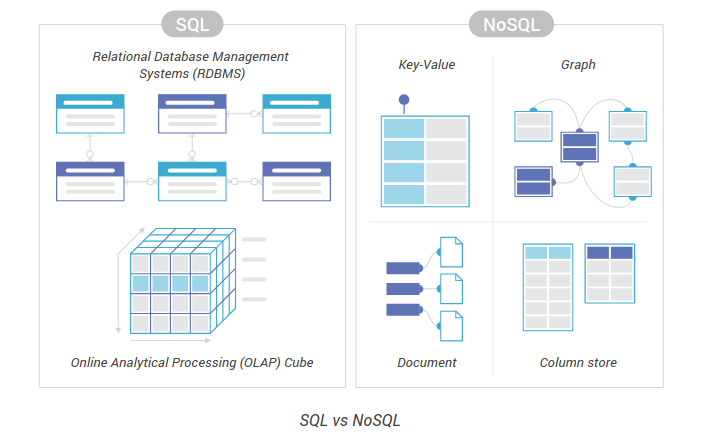 SQL
Relational Database Management
Systems (RDBMS)
Online Analytical Processing (OLAP) Cube
NoSQL
Key-Value
Graph
Document
Column store
SQL vs NoSQL